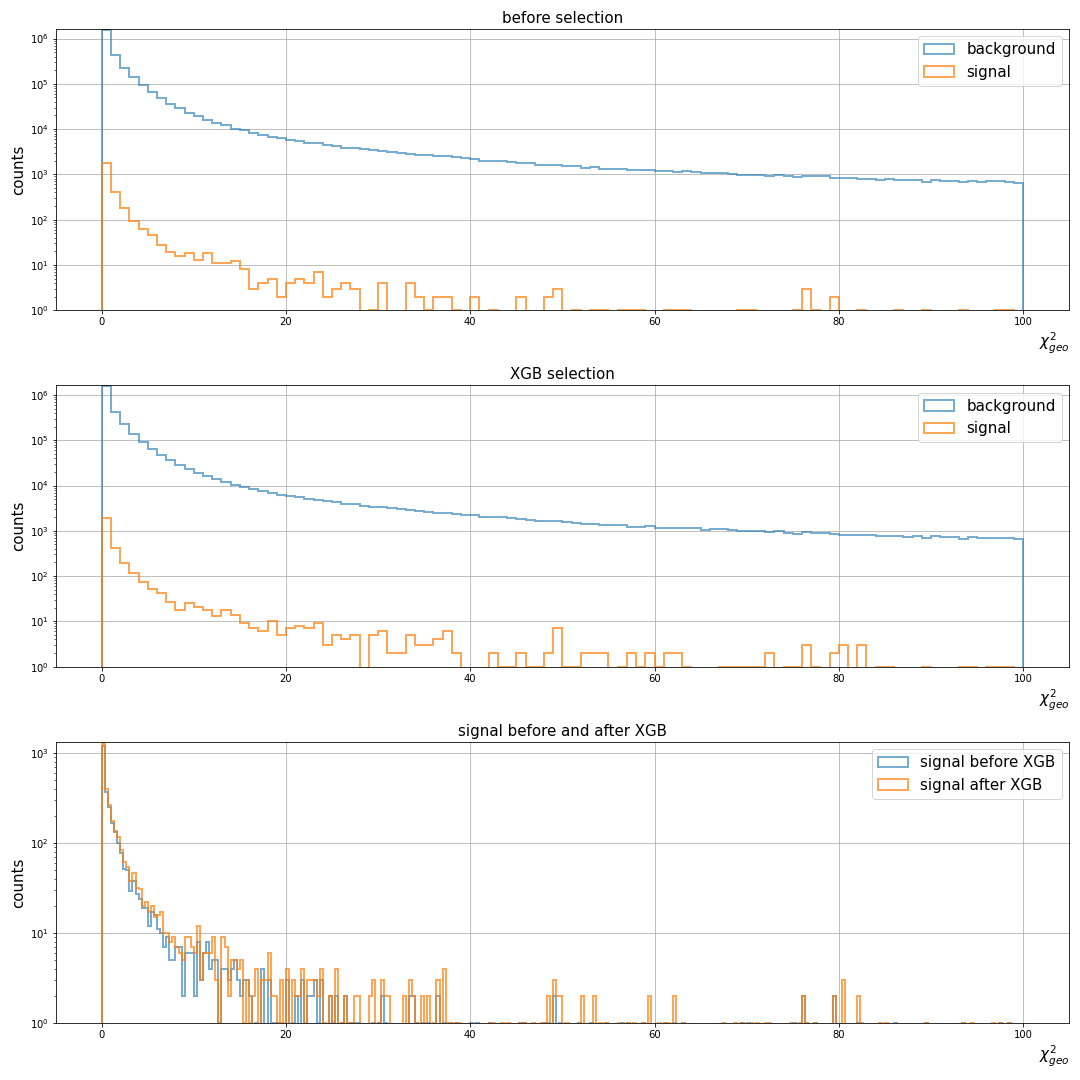 before selection
10⁶
10⁵
10⁴
10³
10²
10¹
10⁰
counts
background
signal
0 20 40 60 80 100
χ²_geo
XGB selection
10⁶
10⁵
10⁴
10³
10²
10¹
10⁰
counts
background
signal
0 20 40 60 80 100
χ²_geo
signal before and after XGB
10³
10²
10¹
10⁰
counts
signal before XGB
signal after XGB
0 20 40 60 80 100
χ²_geo